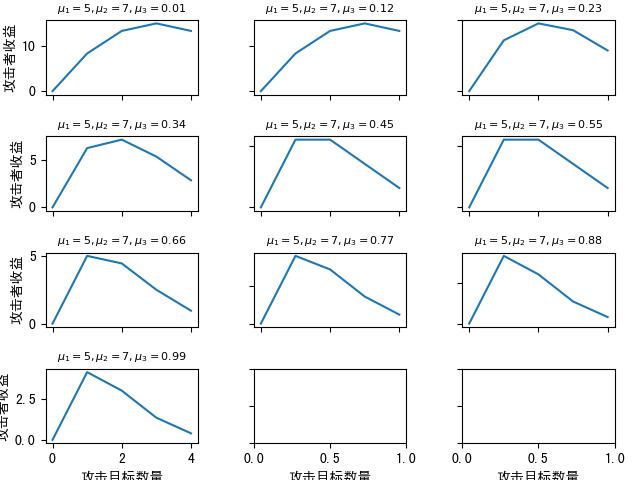 μ₁ = 5, μ₂ = 7, μ₃ = 0.01
μ₁ = 5, μ₂ = 7, μ₃ = 0.12
μ₁ = 5, μ₂ = 7, μ₃ = 0.23
攻击者收益
10
0
μ₁ = 5, μ₂ = 7, μ₃ = 0.34
μ₁ = 5, μ₂ = 7, μ₃ = 0.45
μ₁ = 5, μ₂ = 7, μ₃ = 0.55
攻击者收益
5
0
μ₁ = 5, μ₂ = 7, μ₃ = 0.66
μ₁ = 5, μ₂ = 7, μ₃ = 0.77
μ₁ = 5, μ₂ = 7, μ₃ = 0.88
攻击者收益
5
0
μ₁ = 5, μ₂ = 7, μ₃ = 0.99
攻击者收益
2.5
0.0
0 2 4
0.0 0.5 1.0
0.0 0.5 1.0
攻击目标数量
攻击目标数量
攻击目标数量